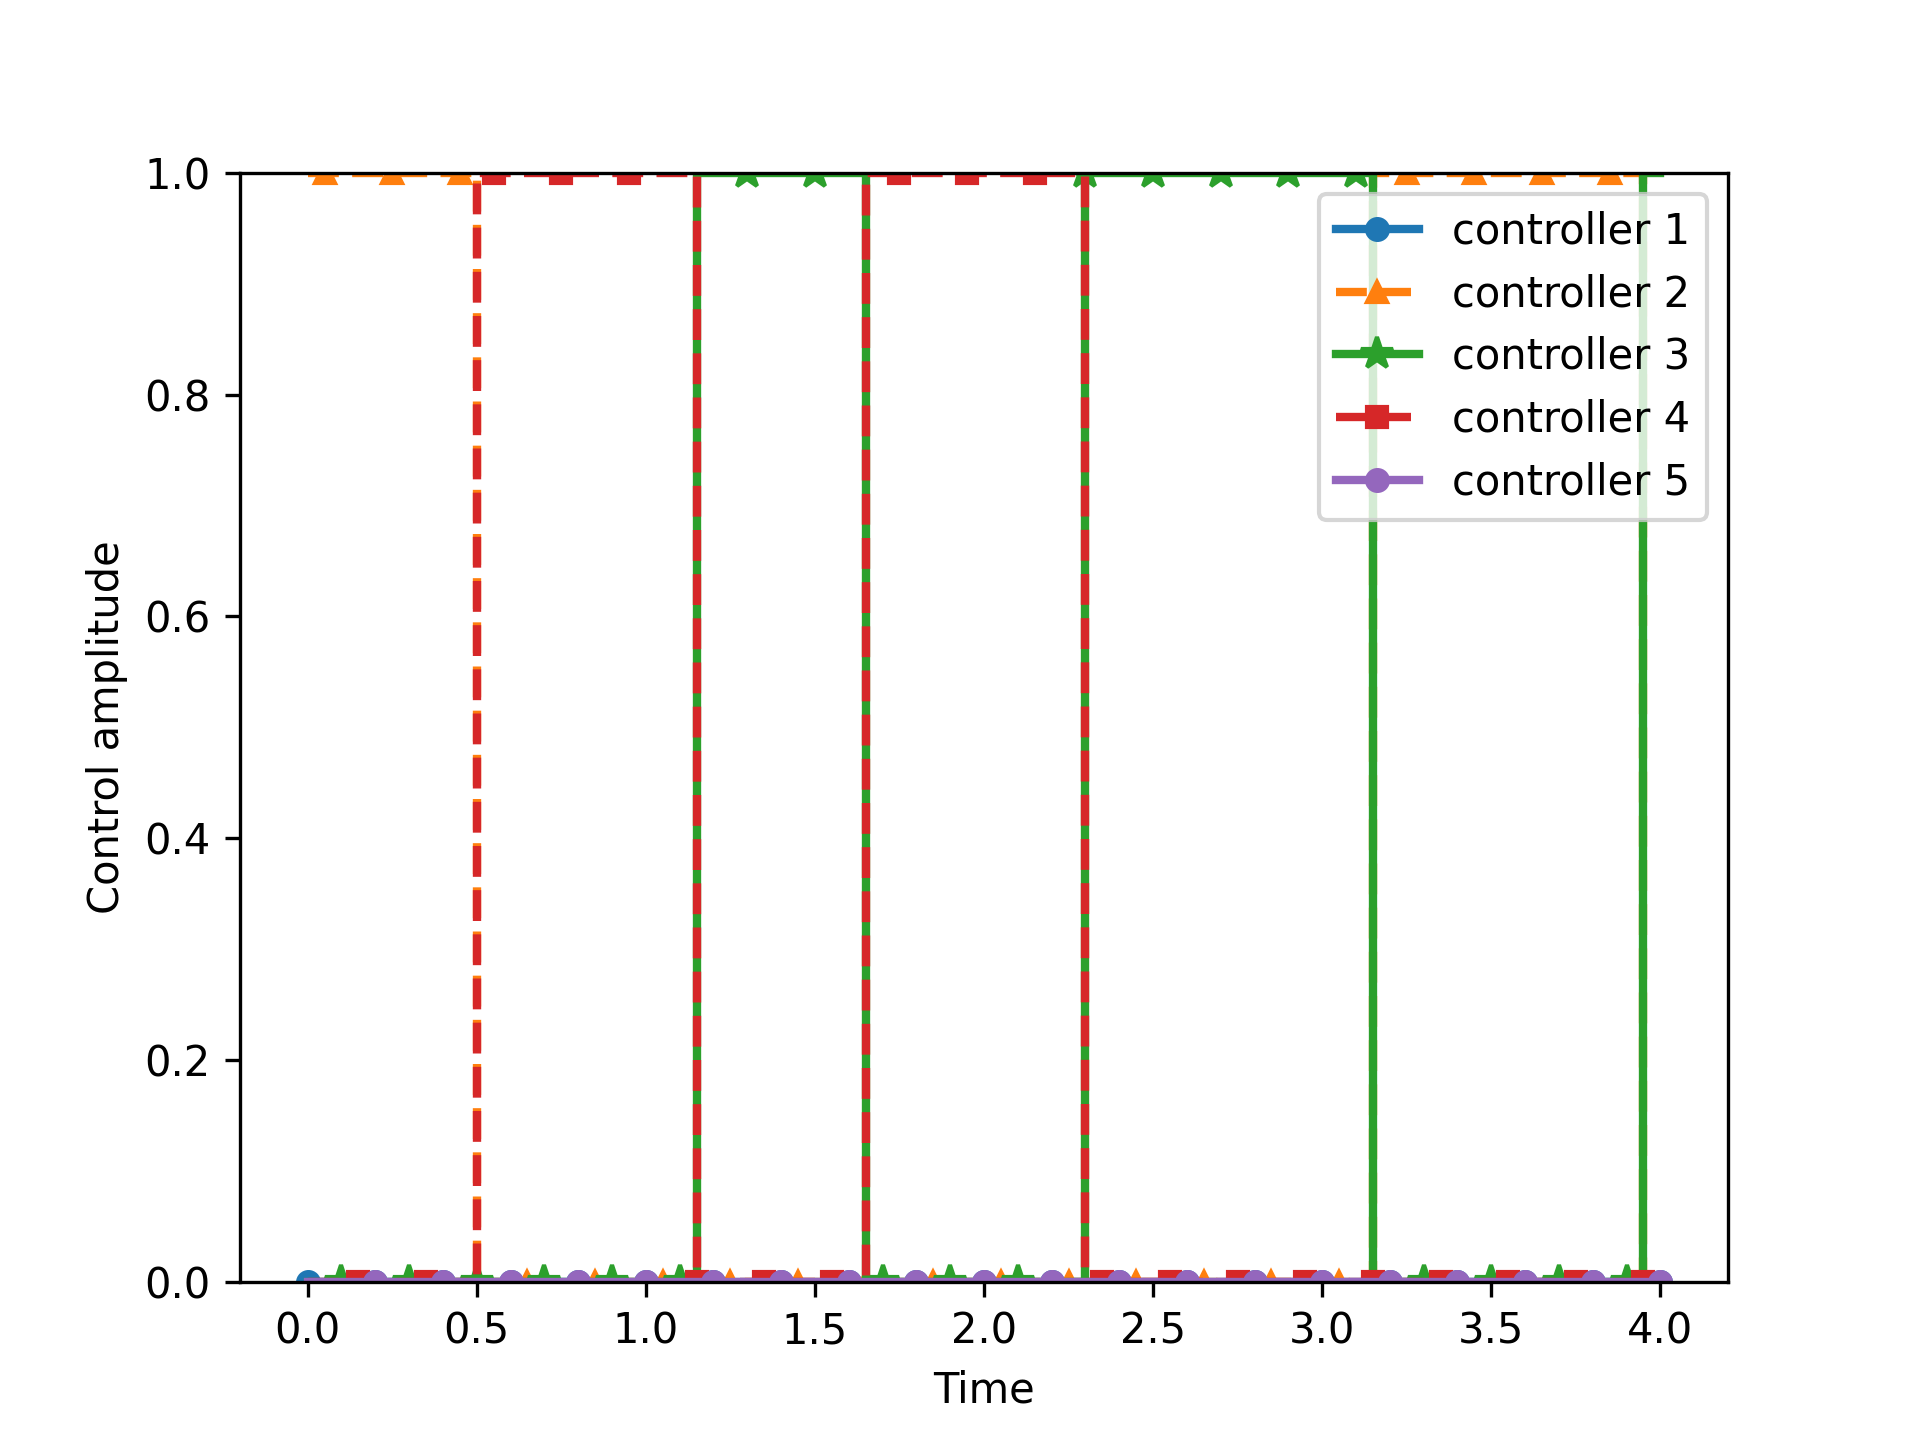 1.0
0.8
0.6
0.4
0.2
0.0
Control amplitude
controller 1
controller 2
controller 3
controller 4
controller 5
0.0 0.5 1.0 1.5 2.0 2.5 3.0 3.5 4.0
Time